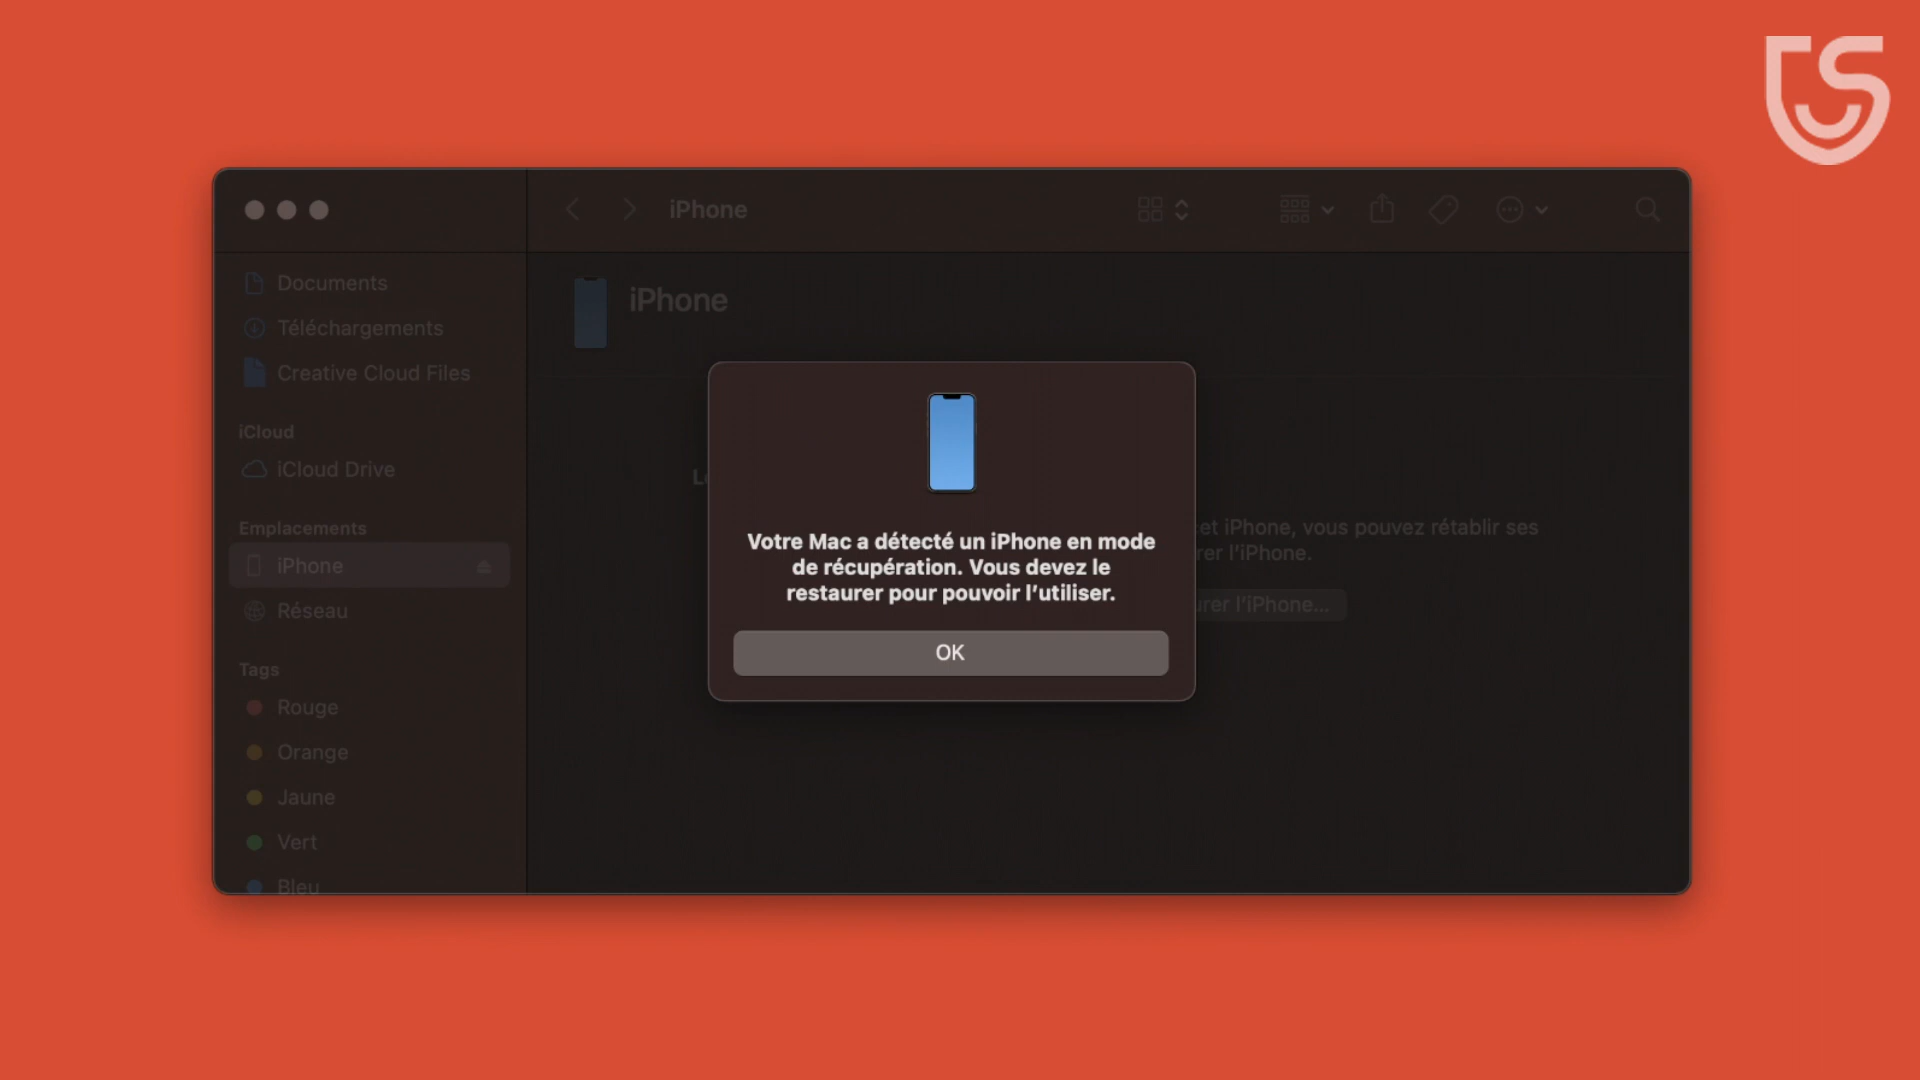 iPhone
Documents
Téléchargements
Creative Cloud Files
iCloud
iCloud Drive
Emplacements
iPhone
Réseau
Tags
Rouge
Orange
Jaune
Vert
Bleu
iPhone
et iPhone, vous pouvez rétablir ses
l’iPhone.
l’iPhone...
Votre Mac a détecté un iPhone en mode
de récupération. Vous devez le
restaurer pour pouvoir l’utiliser.
OK